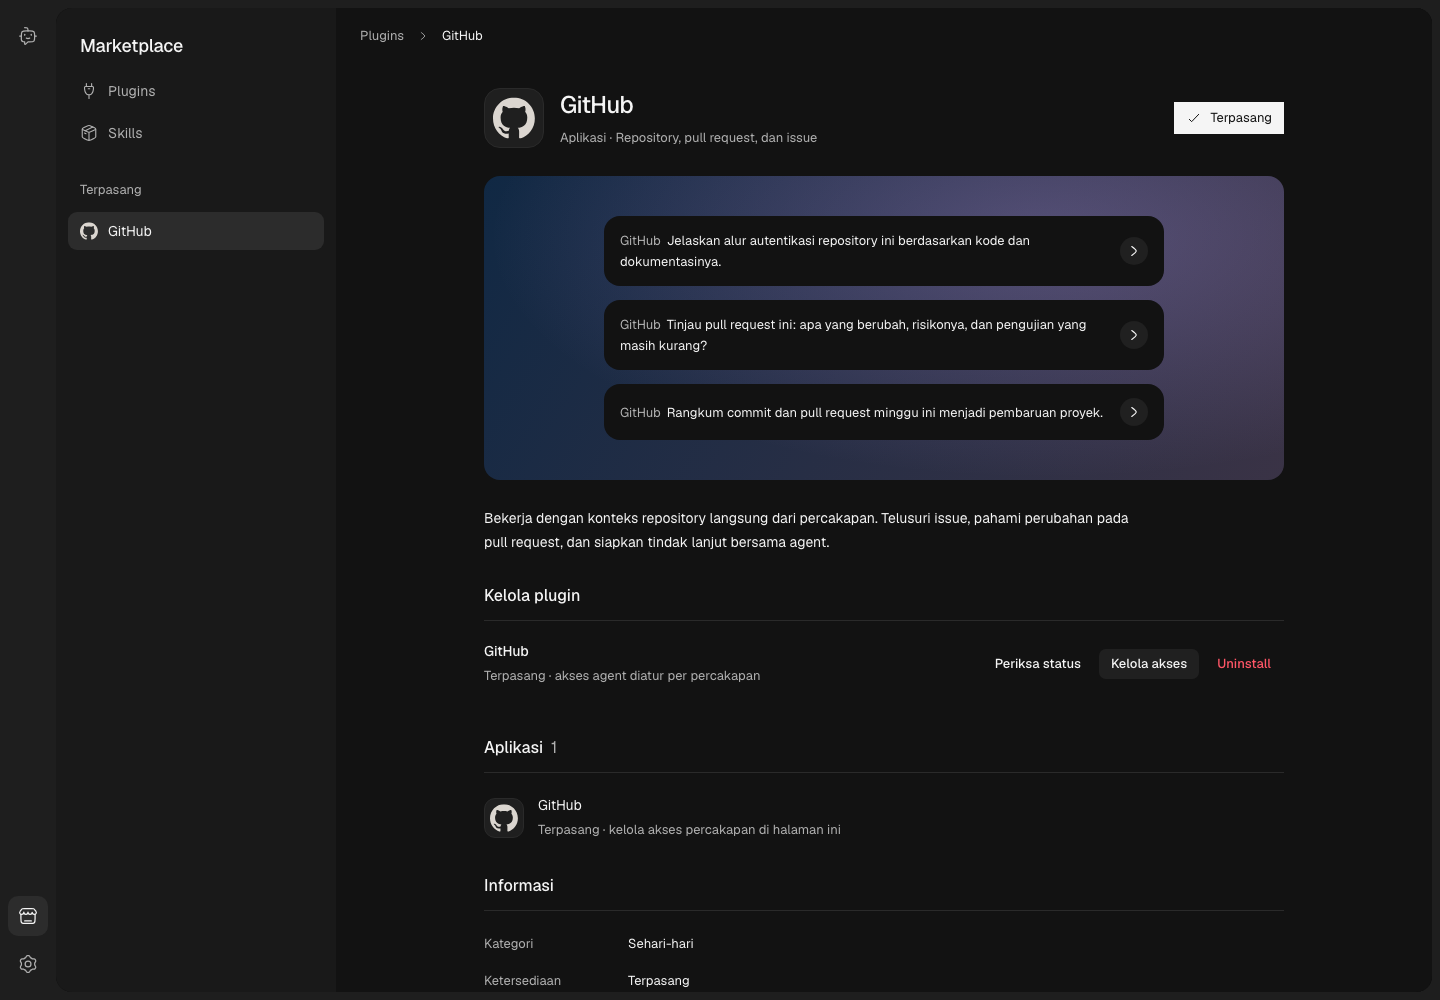 Marketplace
Plugins
Skills
Terpasang
GitHub
Plugins
GitHub
GitHub
Aplikasi · Repository, pull request, dan issue
Terpasang
GitHub Jelaskan alur autentikasi repository ini berdasarkan kode dan
dokumentasinya.
GitHub Tinjau pull request ini: apa yang berubah, risikonya, dan pengujian yang
masih kurang?
GitHub Rangkum commit dan pull request minggu ini menjadi pembaruan proyek.
Bekerja dengan konteks repository langsung dari percakapan. Telusuri issue, pahami perubahan pada
pull request, dan siapkan tindak lanjut bersama agent.
Kelola plugin
GitHub
Terpasang · akses agent diatur per percakapan
Periksa status
Kelola akses
Uninstall
Aplikasi 1
GitHub
Terpasang · kelola akses percakapan di halaman ini
Informasi
Kategori
Sehari-hari
Ketersediaan
Terpasang